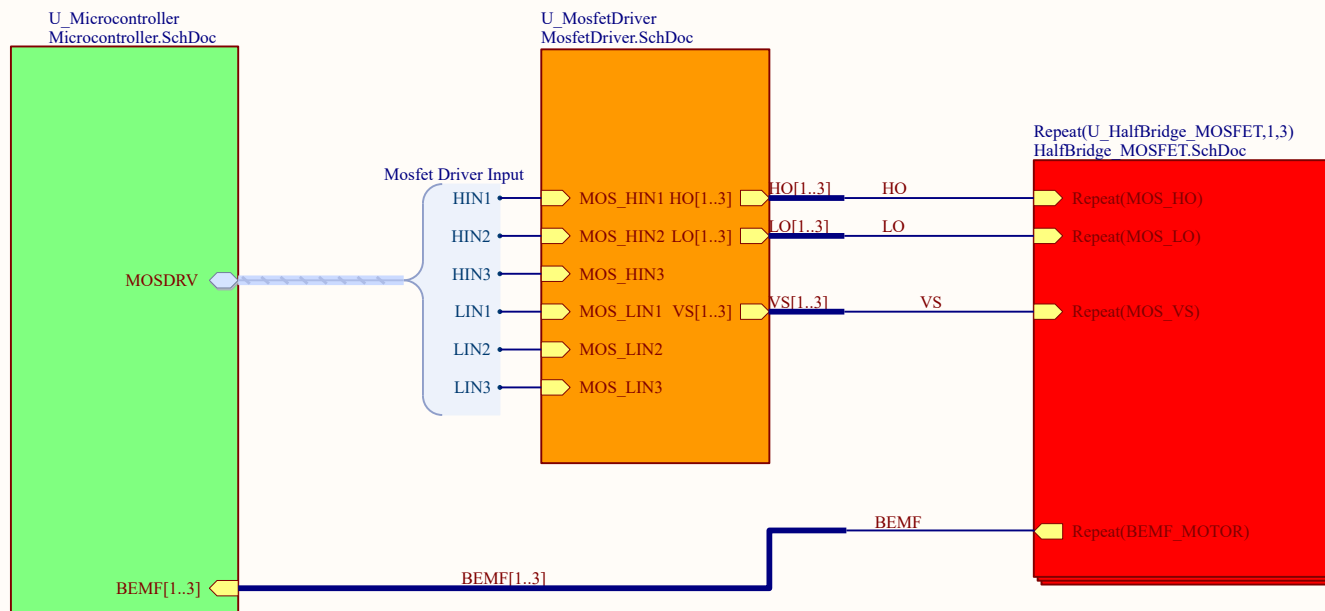 U_Microcontroller
Microcontroller.SchDoc
U_MosfetDriver
MosfetDriver.SchDoc
Repeat(U_HalfBridge_MOSFET,1,3)
HalfBridge_MOSFET.SchDoc
Mosfet Driver Input
HIN1 MOS_HIN1 HO[1..3] HO[1..3] HO Repeat(MOS_HO)
HIN2 MOS_HIN2 LO[1..3] LO[1..3] LO Repeat(MOS_LO)
HIN3 MOS_HIN3
MOSDRV
LIN1 MOS_LIN1 VS[1..3] VS[1..3] VS Repeat(MOS_VS)
LIN2 MOS_LIN2
LIN3 MOS_LIN3
BEMF Repeat(BEMF_MOTOR)
BEMF[1..3] BEMF[1..3]